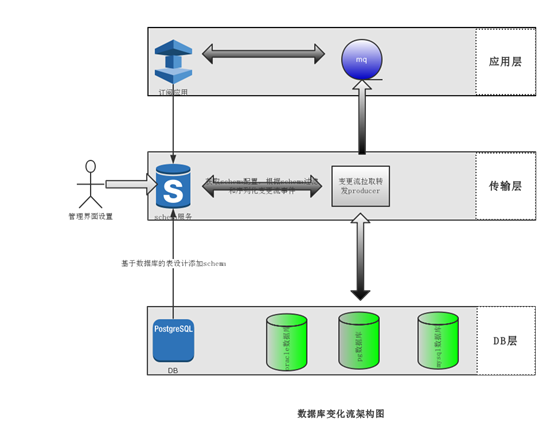 mq
应用层
订阅应用
S
schema服务
管理界面设置
获取schema配置，根据schema过滤
和序列化变更流事件
变更流拉取转
发producer
传输层
基于数据库的表设计添加schema
PostgreSQL
DB
oracle数据库
pg数据库
mysql数据库
DB层
数据库变化流架构图